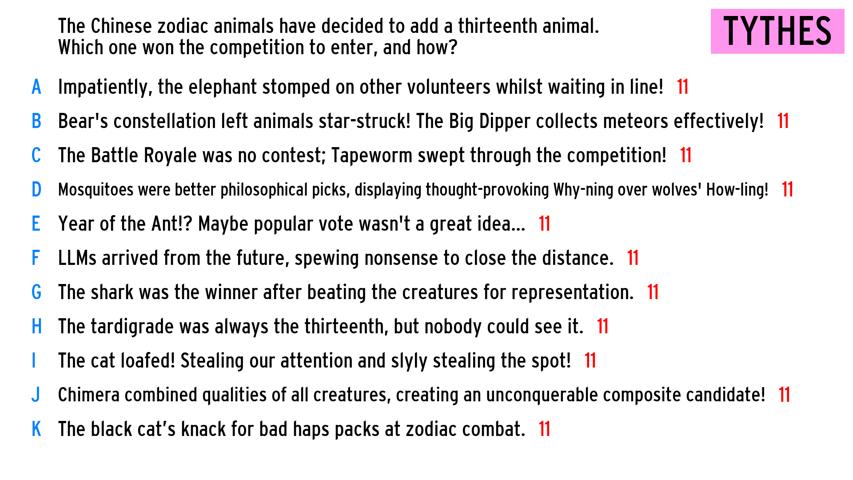 The Chinese zodiac animals have decided to add a thirteenth animal.
Which one won the competition to enter, and how?
TYTHES
A Impatiently, the elephant stomped on other volunteers whilst waiting in line! 11
B Bear's constellation left animals star-struck! The Big Dipper collects meteors effectively! 11
C The Battle Royale was no contest; Tapeworm swept through the competition! 11
D Mosquitoes were better philosophical picks, displaying thought-provoking Why-ning over wolves' How-ling! 11
E Year of the Ant!? Maybe popular vote wasn't a great idea... 11
F LLMs arrived from the future, spewing nonsense to close the distance. 11
G The shark was the winner after beating the creatures for representation. 11
H The tardigrade was always the thirteenth, but nobody could see it. 11
I The cat loafed! Stealing our attention and slyly stealing the spot! 11
J Chimera combined qualities of all creatures, creating an unconquerable composite candidate! 11
K The black cat’s knack for bad haps packs at zodiac combat. 11